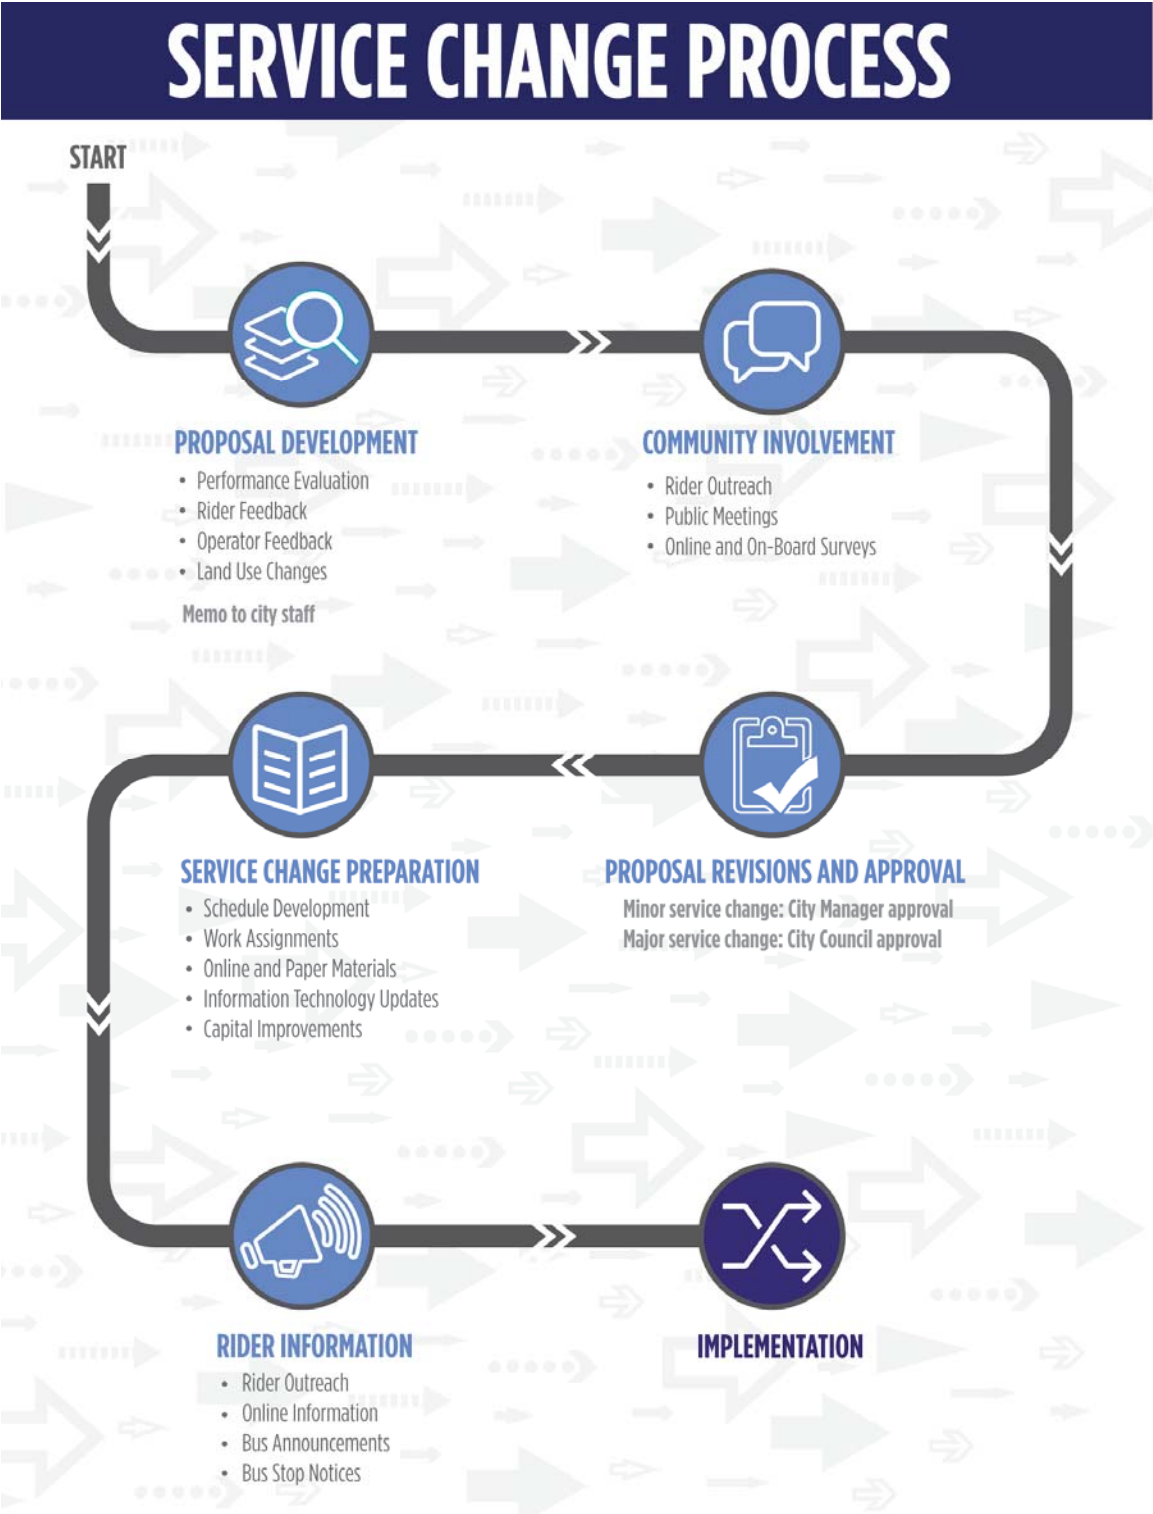 SERVICE CHANGE PROCESS
START
PROPOSAL DEVELOPMENT
• Performance Evaluation
• Rider Feedback
• Operator Feedback
• Land Use Changes
Memo to city staff
COMMUNITY INVOLVEMENT
• Rider Outreach
• Public Meetings
• Online and On-Board Surveys
PROPOSAL REVISIONS AND APPROVAL
Minor service change: City Manager approval
Major service change: City Council approval
SERVICE CHANGE PREPARATION
• Schedule Development
• Work Assignments
• Online and Paper Materials
• Information Technology Updates
• Capital Improvements
RIDER INFORMATION
• Rider Outreach
• Online Information
• Bus Announcements
• Bus Stop Notices
IMPLEMENTATION